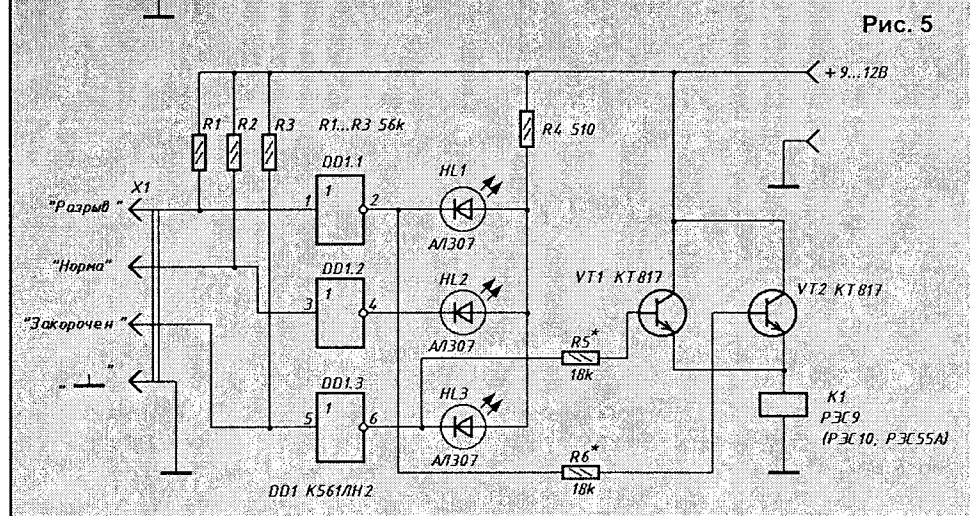 Рис. 5
+ 9...12В
R1 R2 R3 R1...R3 56k
R4 510
DD1.1
HL1
X1
"Разрыв"
1 1 2
АЛ307
"Норма"
DD1.2
HL2
VT1 КТ817
VT2 КТ817
3 1 4
"Закорочен"
АЛ307
R5*
18k
" "
DD1.3
HL3
K1
РЭС9
(РЭС10, РЭС55А)
5 1 6
АЛ307
R6*
18k
DD1 К561ЛН2